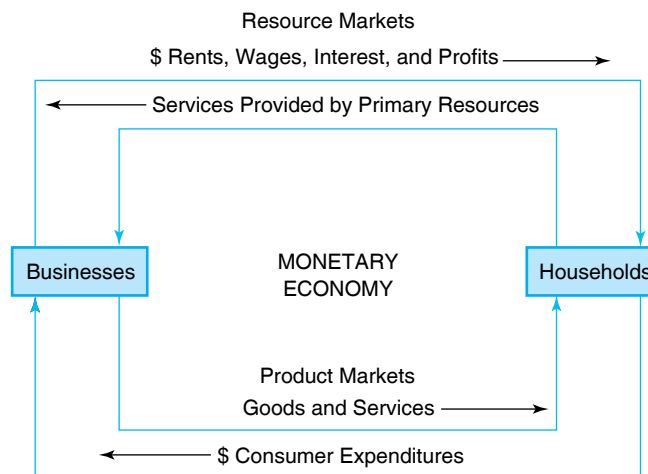 Resource Markets
$ Rents, Wages, Interest, and Profits
Services Provided by Primary Resources
Businesses
MONETARY
ECONOMY
Households
Product Markets
Goods and Services
$ Consumer Expenditures